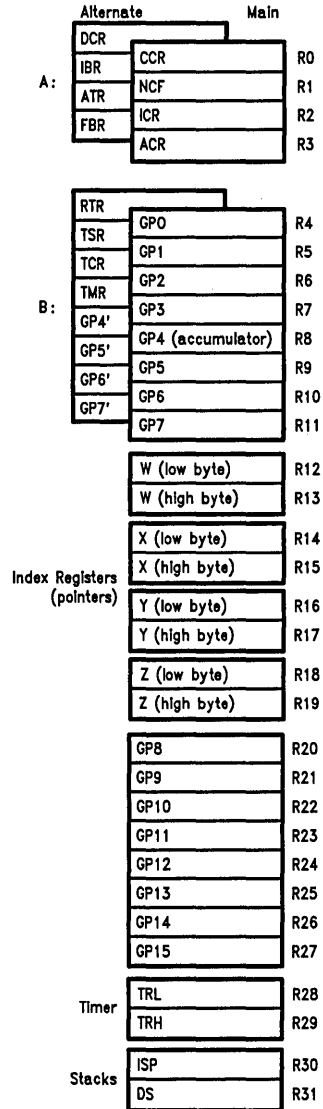 Alternate Main
DCR
CCR R0
IBR
A: NCF R1
ATR
ICR R2
FBR
ACR R3
RTR
GP0 R4
TSR
GP1 R5
TCR
GP2 R6
TMR
B: GP3 R7
GP4'
GP4 (accumulator) R8
GP5'
GP5 R9
GP6'
GP6 R10
GP7'
GP7 R11
W (low byte) R12
W (high byte) R13
X (low byte) R14
X (high byte) R15
Index Registers
(pointers)
Y (low byte) R16
Y (high byte) R17
Z (low byte) R18
Z (high byte) R19
GP8 R20
GP9 R21
GP10 R22
GP11 R23
GP12 R24
GP13 R25
GP14 R26
GP15 R27
Timer
TRL R28
TRH R29
Stacks
ISP R30
DS R31